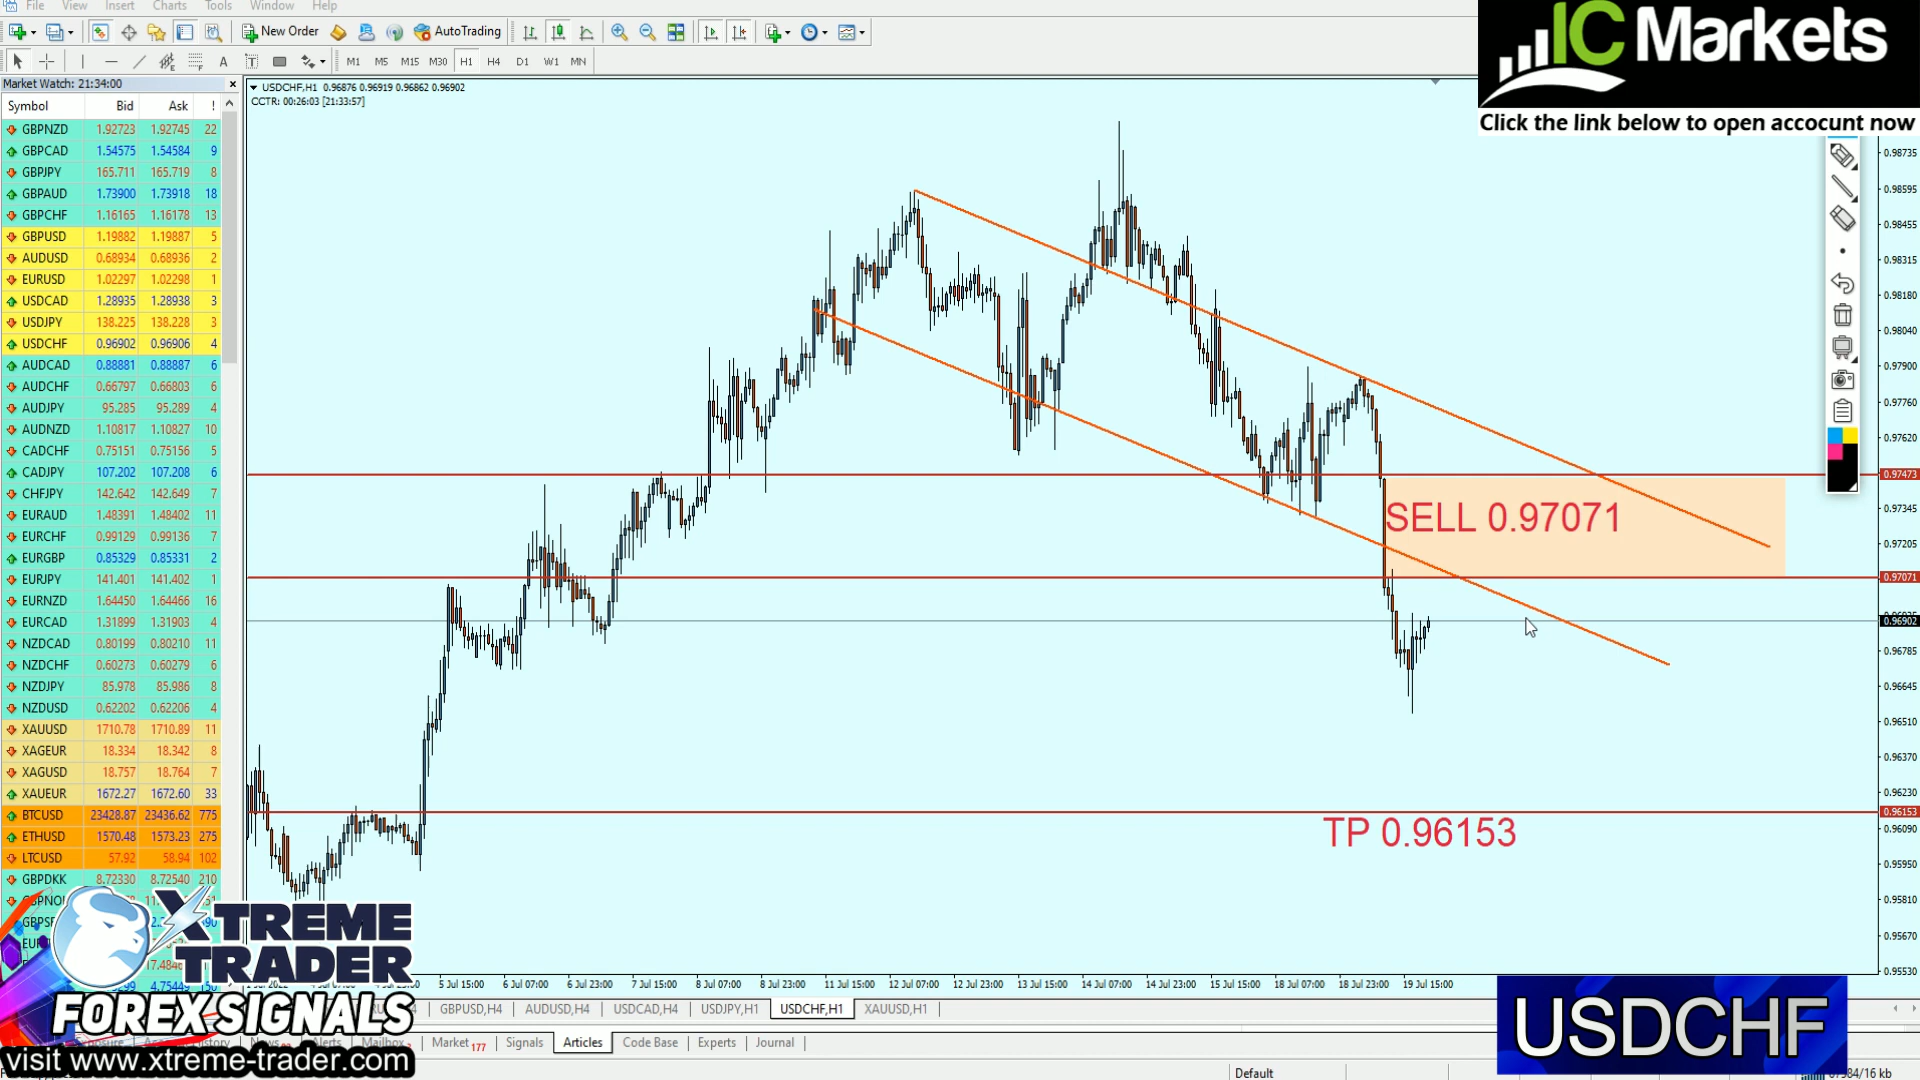 File View Insert Charts Tools Window Help
New Order AutoTrading
M1 M5 M15 M30 H1 H4 D1 W1 MN
Market Watch: 21:34:00
Symbol Bid Ask !
GBPNZD 1.92723 1.92745 22
GBPCAD 1.54575 1.54584 9
GBPJPY 165.711 165.719 8
GBPAUD 1.73900 1.73918 18
GBPCHF 1.16165 1.16178 13
GBPUSD 1.19882 1.19887 5
AUDUSD 0.68934 0.68936 2
EURUSD 1.02297 1.02298 1
USDCAD 1.28935 1.28938 3
USDJPY 138.225 138.228 3
USDCHF 0.96902 0.96906 4
AUDCAD 0.88881 0.88887 6
AUDCHF 0.66797 0.66803 6
AUDJPY 95.285 95.289 4
AUDNZD 1.10817 1.10827 10
CADCHF 0.75151 0.75156 5
CADJPY 107.202 107.208 6
CHFJPY 142.642 142.649 7
EURAUD 1.48391 1.48402 11
EURCHF 0.99129 0.99136 7
EURGBP 0.85329 0.85331 2
EURJPY 141.401 141.402 1
EURNZD 1.64450 1.64466 16
EURCAD 1.31899 1.31903 4
NZDCAD 0.80199 0.80210 11
NZDCHF 0.60273 0.60279 6
NZDJPY 85.978 85.986 8
NZDUSD 0.62202 0.62206 4
XAUUSD 1710.78 1710.89 11
XAGEUR 18.334 18.342 8
XAGUSD 18.757 18.764 7
XAUEUR 1672.27 1672.60 33
BTCUSD 23428.87 23436.62 775
ETHUSD 1570.48 1573.23 275
LTCUSD 57.92 58.94 102
GBPDKK 8.72330 8.72540 210
USDCHF,H1 0.96876 0.96919 0.96862 0.96902
CCTR: 00:26:03 [21:33:57]
IC Markets
Click the link below to open accocunt now
0.98735
0.98595
0.98455
0.98315
0.98180
0.98040
0.97900
0.97760
0.97620
0.97473
0.97345
0.97205
0.97071
0.96902
0.96785
0.96645
0.96510
0.96370
0.96230
0.96153
0.96090
0.95950
0.95810
0.95670
0.95530
SELL 0.97071
TP 0.96153
5 Jul 15:00 6 Jul 07:00 6 Jul 23:00 7 Jul 15:00 8 Jul 07:00 8 Jul 23:00 11 Jul 15:00 12 Jul 07:00 12 Jul 23:00 13 Jul 15:00 14 Jul 07:00 14 Jul 23:00 15 Jul 15:00 18 Jul 07:00 18 Jul 23:00 19 Jul 15:00
GBPUSD,H4 AUDUSD,H4 USDCAD,H4 USDJPY,H1 USDCHF,H1 XAUUSD,H1
Market 177 Signals Articles Code Base Experts Journal
XTREME
TRADER
FOREX SIGNALS
visit www.xtreme-trader.com
USDCHF
Default